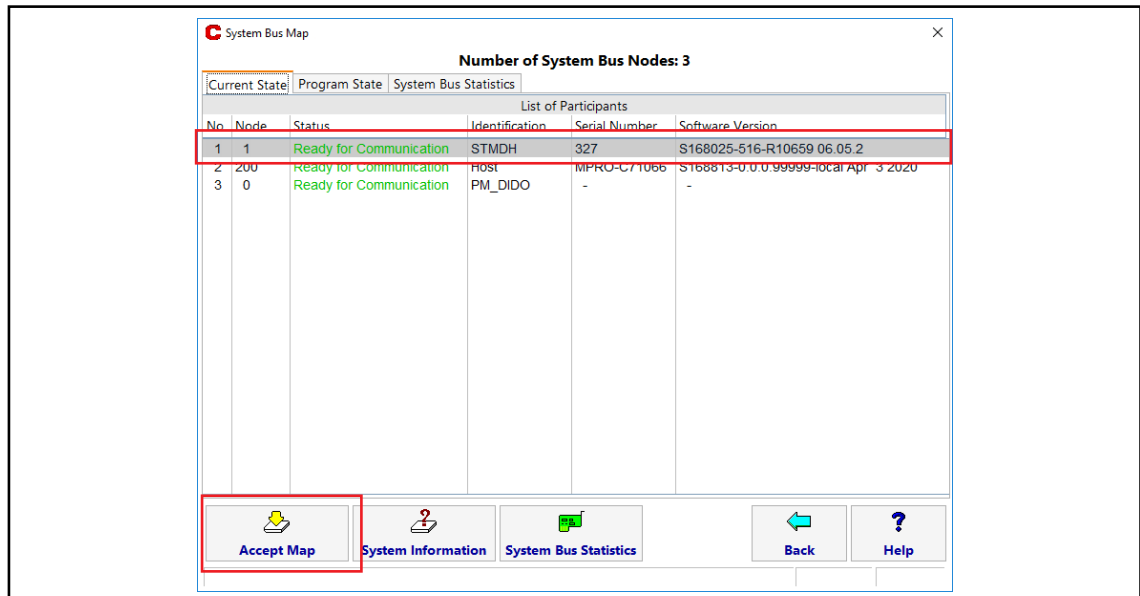 System Bus Map
Number of System Bus Nodes: 3
Current State Program State System Bus Statistics
List of Participants
No. Node Status Identification Serial Number Software Version
1 1 Ready for Communication STMDH 327 S168025-516-R10659 06.05.2
2 200 Ready for Communication Host MPRO-C71066 S168813-0.0.0.99999-local Apr 3 2020
3 0 Ready for Communication PM_DIDO - -
Accept Map System Information System Bus Statistics Back Help